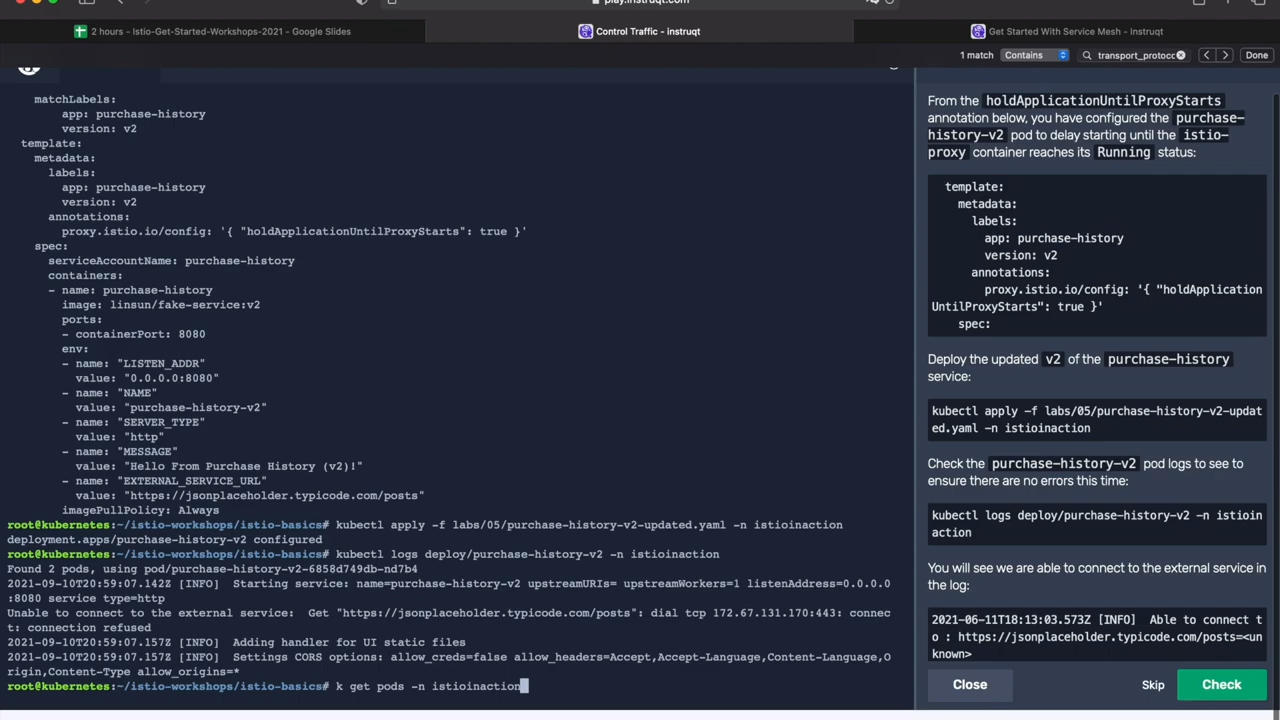 play.instruqt.com
2 hours - Istio-Get-Started-Workshops-2021 - Google Slides
Control Traffic - instruqt
Get Started With Service Mesh - Instruqt
1 match
Contains
transport_protocc
Done
matchLabels:
app: purchase-history
version: v2
template:
metadata:
labels:
app: purchase-history
version: v2
annotations:
proxy.istio.io/config: '{ "holdApplicationUntilProxyStarts": true }'
spec:
serviceAccountName: purchase-history
containers:
- name: purchase-history
image: linsun/fake-service:v2
ports:
- containerPort: 8080
env:
- name: "LISTEN_ADDR"
value: "0.0.0.0:8080"
- name: "NAME"
value: "purchase-history-v2"
- name: "SERVER_TYPE"
value: "http"
- name: "MESSAGE"
value: "Hello From Purchase History (v2)!"
- name: "EXTERNAL_SERVICE_URL"
value: "https://jsonplaceholder.typicode.com/posts"
imagePullPolicy: Always
root@kubernetes:~/istio-workshops/istio-basics# kubectl apply -f labs/05/purchase-history-v2-updated.yaml -n istioinaction
deployment.apps/purchase-history-v2 configured
root@kubernetes:~/istio-workshops/istio-basics# kubectl logs deploy/purchase-history-v2 -n istioinaction
Found 2 pods, using pod/purchase-history-v2-6858d749db-nd7b4
2021-09-10T20:59:07.142Z [INFO]  Starting service: name=purchase-history-v2 upstreamURIs= upstreamWorkers=1 listenAddress=0.0.0.0
:8080 service type=http
Unable to connect to the external service:  Get "https://jsonplaceholder.typicode.com/posts": dial tcp 172.67.131.170:443: connec
t: connection refused
2021-09-10T20:59:07.157Z [INFO]  Adding handler for UI static files
2021-09-10T20:59:07.157Z [INFO]  Settings CORS options: allow_creds=false allow_headers=Accept,Accept-Language,Content-Language,O
rigin,Content-Type allow_origins=*
root@kubernetes:~/istio-workshops/istio-basics# k get pods -n istioinaction
From the holdApplicationUntilProxyStarts
annotation below, you have configured the purchase-
history-v2 pod to delay starting until the istio-
proxy container reaches its Running status:
template:
metadata:
labels:
app: purchase-history
version: v2
annotations:
proxy.istio.io/config: '{ "holdApplication
UntilProxyStarts": true }'
spec:
Deploy the updated v2 of the purchase-history
service:
kubectl apply -f labs/05/purchase-history-v2-updat
ed.yaml -n istioinaction
Check the purchase-history-v2 pod logs to see to
ensure there are no errors this time:
kubectl logs deploy/purchase-history-v2 -n istioin
action
You will see we are able to connect to the external service in
the log:
2021-06-11T18:13:03.573Z [INFO]  Able to connect t
o : https://jsonplaceholder.typicode.com/posts=<un
known>
Close
Skip
Check